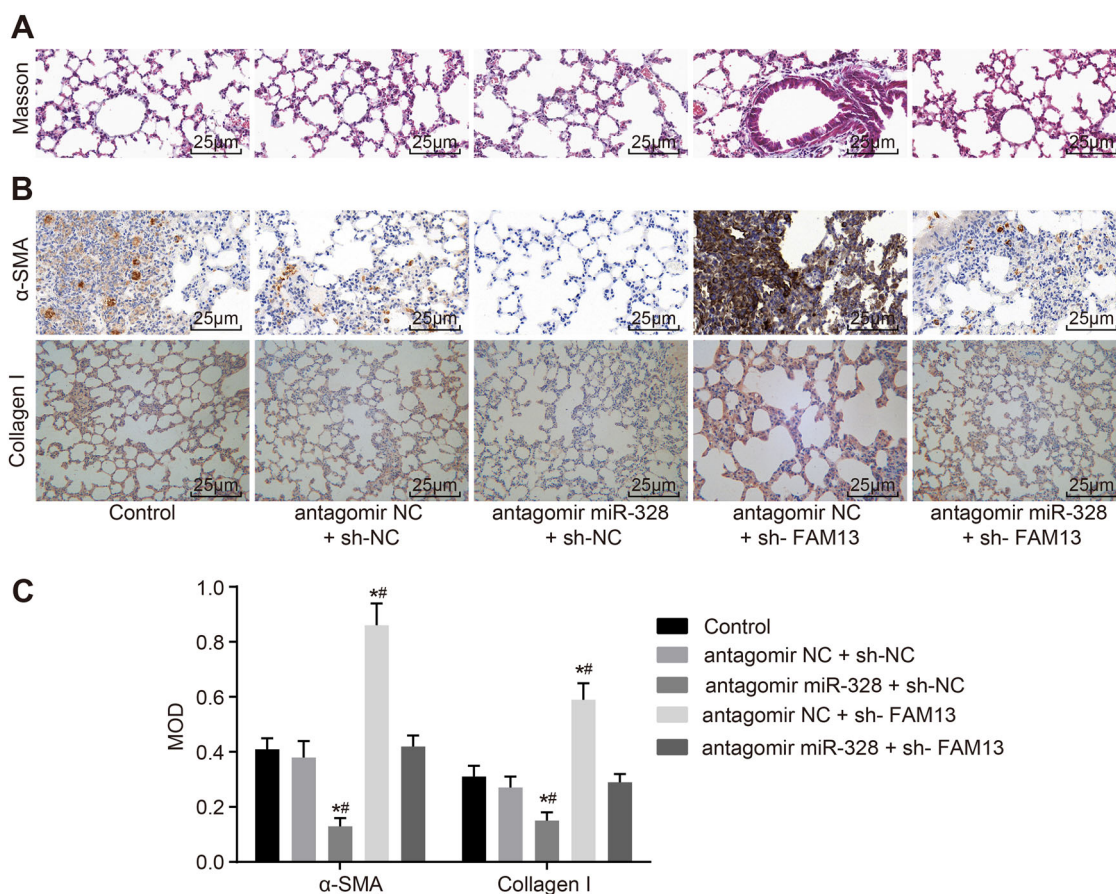 A
Masson
25μm
25μm
25μm
25μm
25μm
B
α-SMA
25μm
25μm
25μm
25μm
25μm
Collagen I
25μm
25μm
25μm
25μm
25μm
Control
antagomir NC
+ sh-NC
antagomir miR-328
+ sh-NC
antagomir NC
+ sh- FAM13
antagomir miR-328
+ sh- FAM13
C
MOD
1.0
0.8
0.6
0.4
0.2
0.0
*#
*#
*#
*#
α-SMA
Collagen I
Control
antagomir NC + sh-NC
antagomir miR-328 + sh-NC
antagomir NC + sh- FAM13
antagomir miR-328 + sh- FAM13